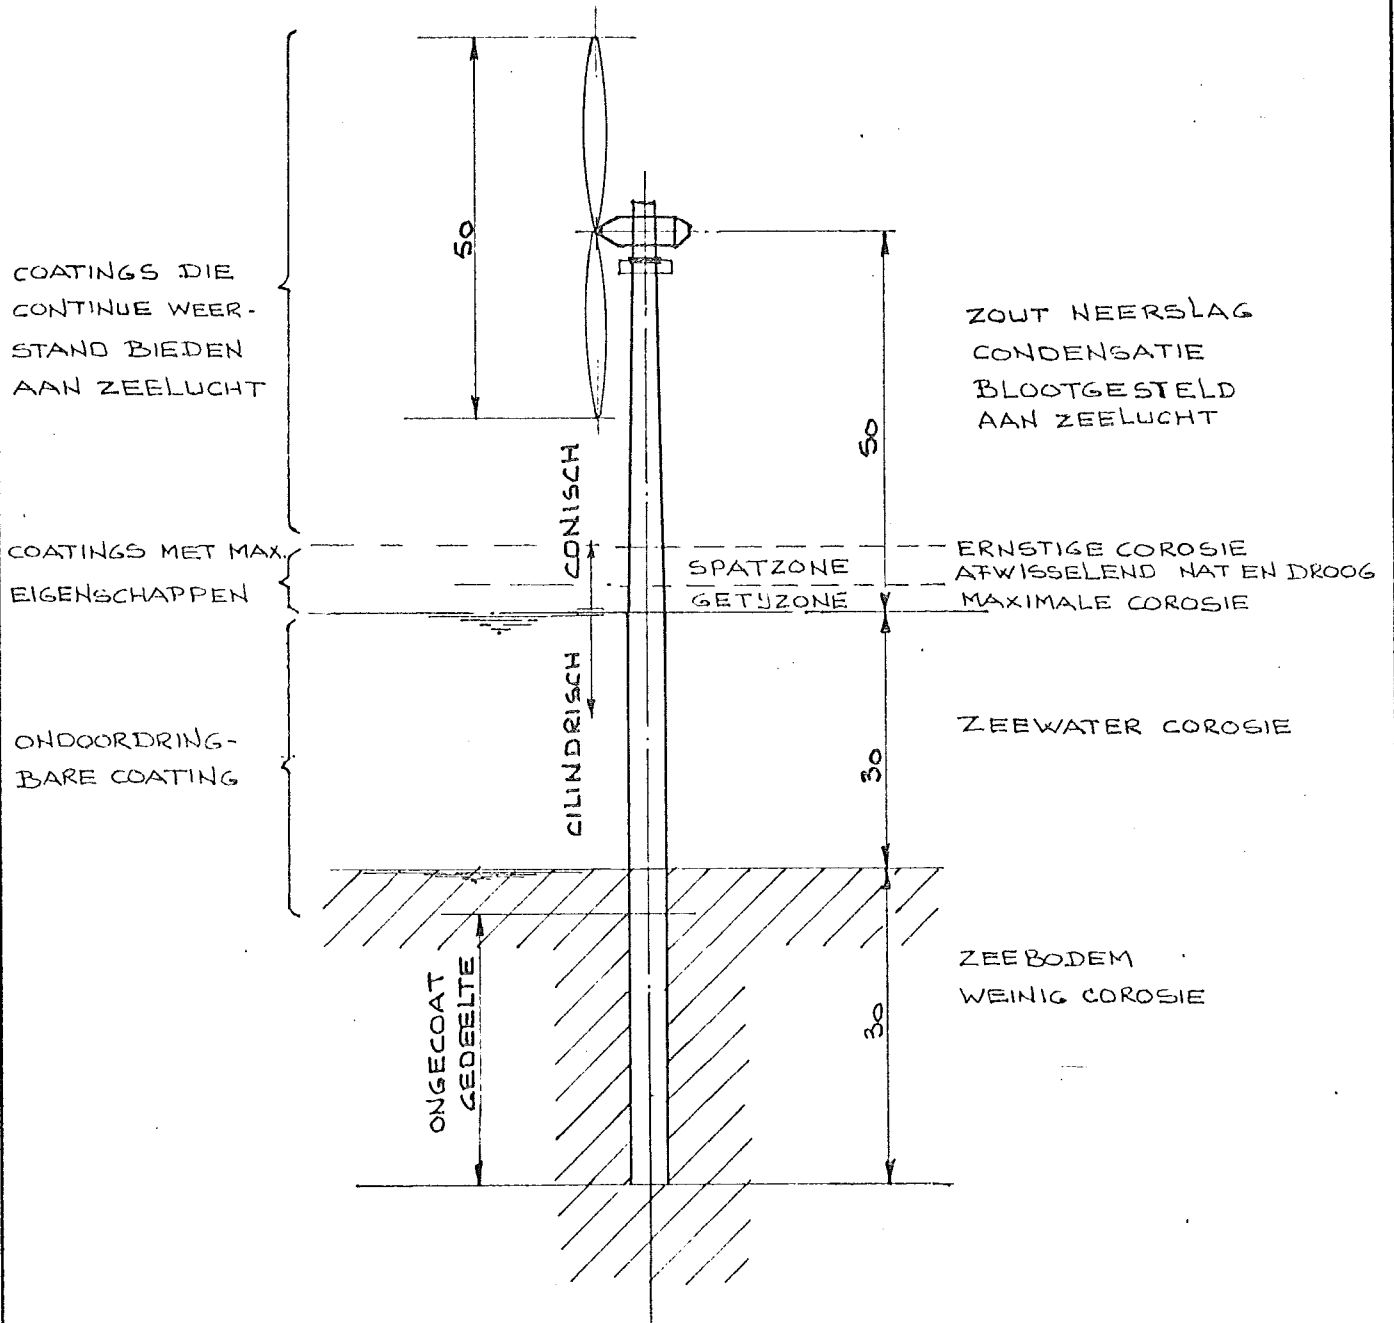 50
COATINGS DIE
CONTINUE WEER-
STAND BIEDEN
AAN ZEELUCHT
ZOUT NEERSLAG
CONDENSATIE
BLOOTGESTELD
AAN ZEELUCHT
50
CONISCH
COATINGS MET MAX.
EIGENSCHAPPEN
SPATZONE
GETIJZONE
ERNSTIGE COROSIE
AFWISSELEND NAT EN DROOG
MAXIMALE COROSIE
CILINDRISCH
ONDOORDRING-
BARE COATING
ZEEWATER COROSIE
30
ONGECOAT
GEDEELTE
ZEEBODEM
WEINIG COROSIE
30